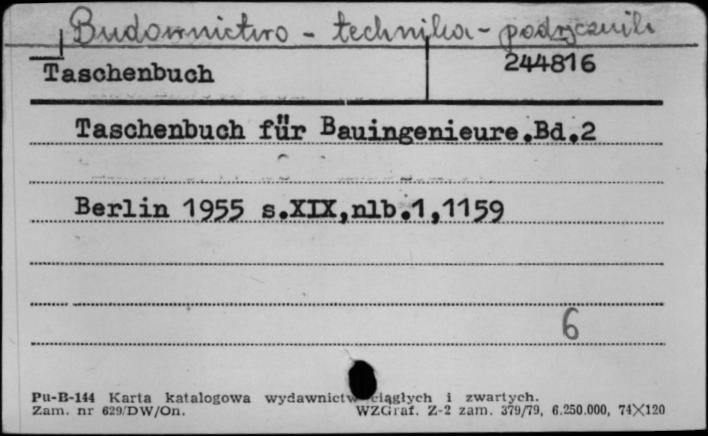 Budownictwo - technika - podręcznik
Taschenbuch
244816
Taschenbuch für Bauingenieure.Bd.2
Berlin 1955 s.XIX,nlb.1,1159
6
Pu-B-144 Karta katalogowa wydawnictw ciągłych i zwartych.
Zam. nr 629/DW/On. WZGraf. Z-2 zam. 379/79, 6.250.000, 74X120